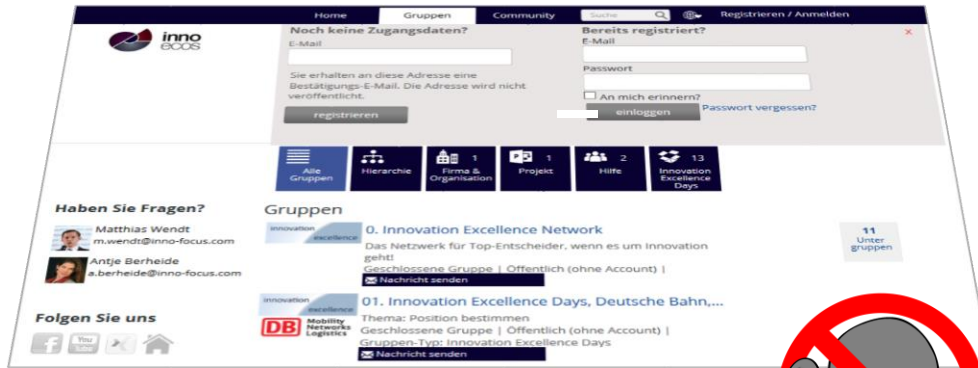 Home Gruppen Community Suche Registrieren / Anmelden
inno
ecos
Noch keine Zugangsdaten?
E-Mail
Sie erhalten an diese Adresse eine
Bestätigungs-E-Mail. Die Adresse wird nicht
veröffentlicht.
registrieren
Bereits registriert?
E-Mail
Passwort
An mich erinnern?
einloggen Passwort vergessen?
x
Alle
Gruppen
Hierarchie
1
Firma &
Organisation
1
Projekt
2
Hilfe
13
Innovation
Excellence
Days
Haben Sie Fragen?
Matthias Wendt
m.wendt@inno-focus.com
Antje Berheide
a.berheide@inno-focus.com
Folgen Sie uns
You
Tube
Gruppen
innovation
excellence
0. Innovation Excellence Network
Das Netzwerk für Top-Entscheider, wenn es um Innovation
geht!
Geschlossene Gruppe | Öffentlich (ohne Account) |
Nachricht senden
11
Unter
gruppen
innovation
excellence
DB Mobility
Networks
Logistics
01. Innovation Excellence Days, Deutsche Bahn,...
Thema: Position bestimmen
Geschlossene Gruppe | Öffentlich (ohne Account) |
Gruppen-Typ: Innovation Excellence Days
Nachricht senden